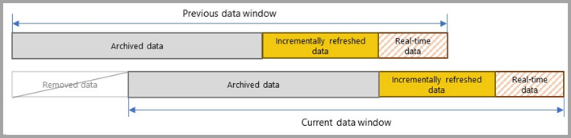 Previous data window
Archived data
Incrementally refreshed
data
Real-time
data
Removed data
Archived data
Incrementally refreshed
data
Real-time
data
Current data window